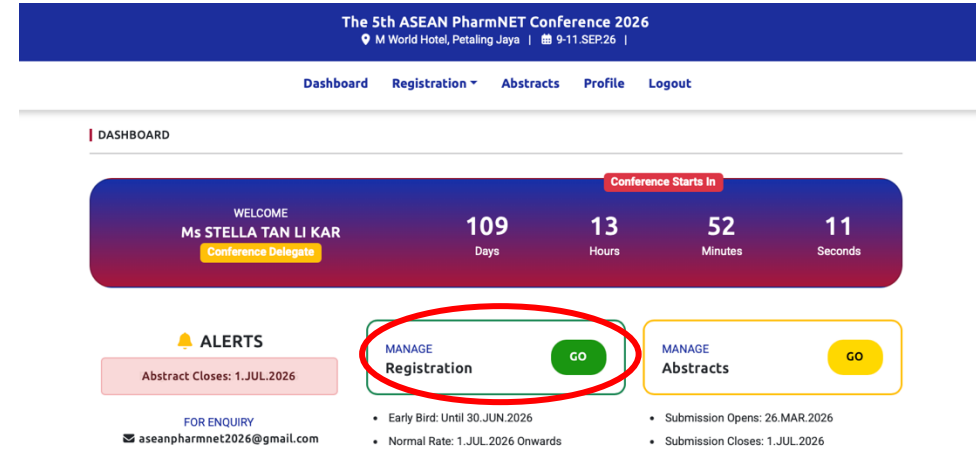 The 5th ASEAN PharmNET Conference 2026
M World Hotel, Petaling Jaya | 9-11.SEP.26 |
Dashboard Registration Abstracts Profile Logout
DASHBOARD
Conference Starts In
WELCOME
Ms STELLA TAN LI KAR
Conference Delegate
109
Days
13
Hours
52
Minutes
11
Seconds
ALERTS
Abstract Closes: 1.JUL.2026
FOR ENQUIRY
aseanpharmnet2026@gmail.com
MANAGE
Registration
GO
• Early Bird: Until 30.JUN.2026
• Normal Rate: 1.JUL.2026 Onwards
MANAGE
Abstracts
GO
• Submission Opens: 26.MAR.2026
• Submission Closes: 1.JUL.2026